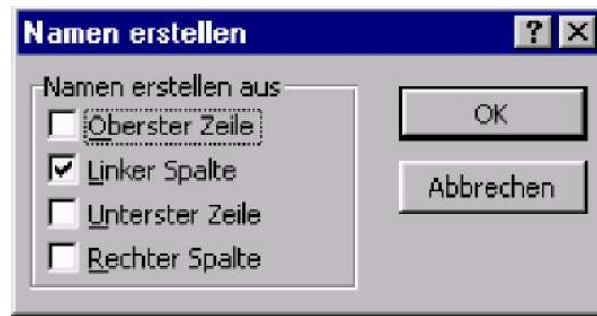 Namen erstellen
Namen erstellen aus
Oberster Zeile
Linker Spalte
Unterster Zeile
Rechter Spalte
OK
Abbrechen